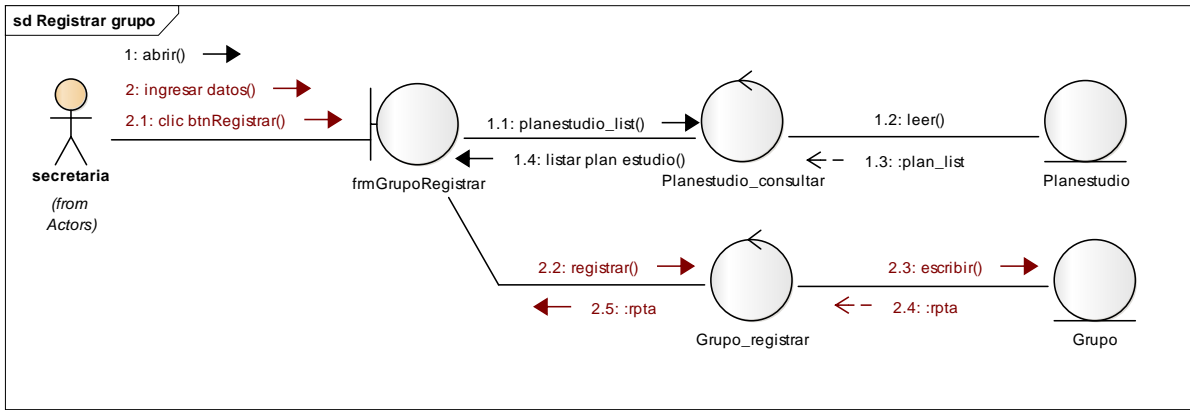 sd Registrar grupo
1: abrir()
2: ingresar datos()
2.1: clic btnRegistrar()
secretaria
(from
Actors)
frmGrupoRegistrar
1.1: planestudio_list()
1.4: listar plan estudio()
Planestudio_consultar
1.2: leer()
1.3: :plan_list
Planestudio
2.2: registrar()
2.5: :rpta
Grupo_registrar
2.3: escribir()
2.4: :rpta
Grupo